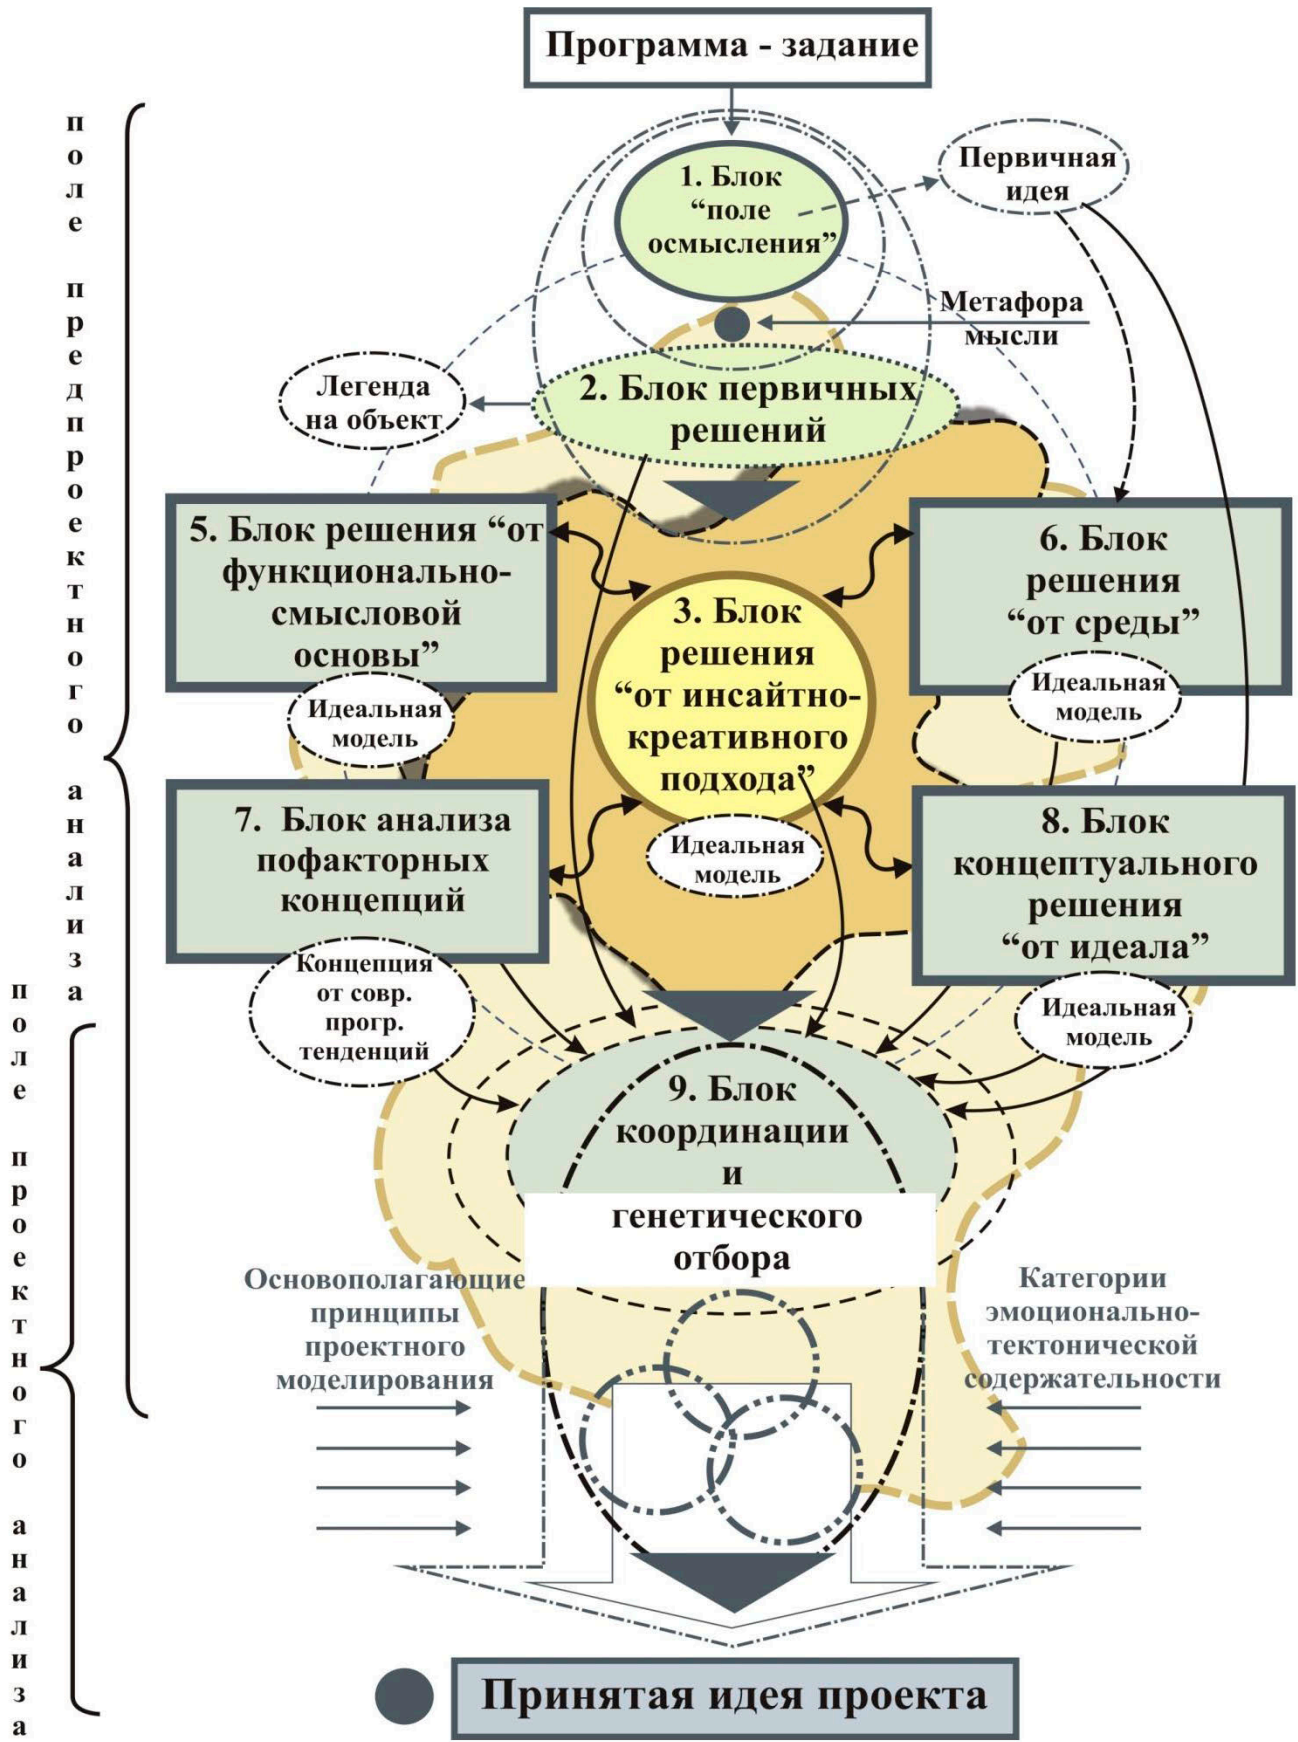 Программа - задание
1. Блок
“поле
осмысления”
Первичная
идея
Метафора
мысли
Легенда
на объект
2. Блок первичных
решений
5. Блок решения “от
функционально-
смысловой
основы”
Идеальная
модель
6. Блок
решения
“от среды”
Идеальная
модель
3. Блок
решения
“от инсайтно-
креативного
подхода”
Идеальная
модель
7. Блок анализа
пофакторных
концепций
Концепция
от совр.
прогр.
тенденций
8. Блок
концептуального
решения
“от идеала”
Идеальная
модель
9. Блок
координации
и
генетического
отбора
Основополагающие
принципы
проектного
моделирования
Категории
эмоционально-
тектонической
содержательности
Принятая идея проекта
поле предпроектного анализа
поле проектного анализа